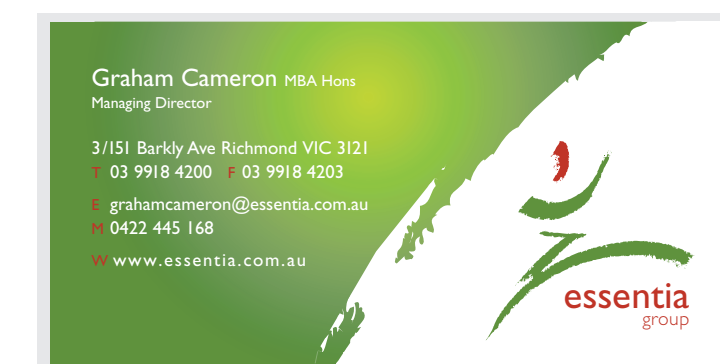 Graham Cameron MBA Hons
Managing Director
3/151 Barkly Ave Richmond VIC 3121
T 03 9918 4200 F 03 9918 4203
E grahamcameron@essentia.com.au
M 0422 445 168
W www.essentia.com.au
essentia
group